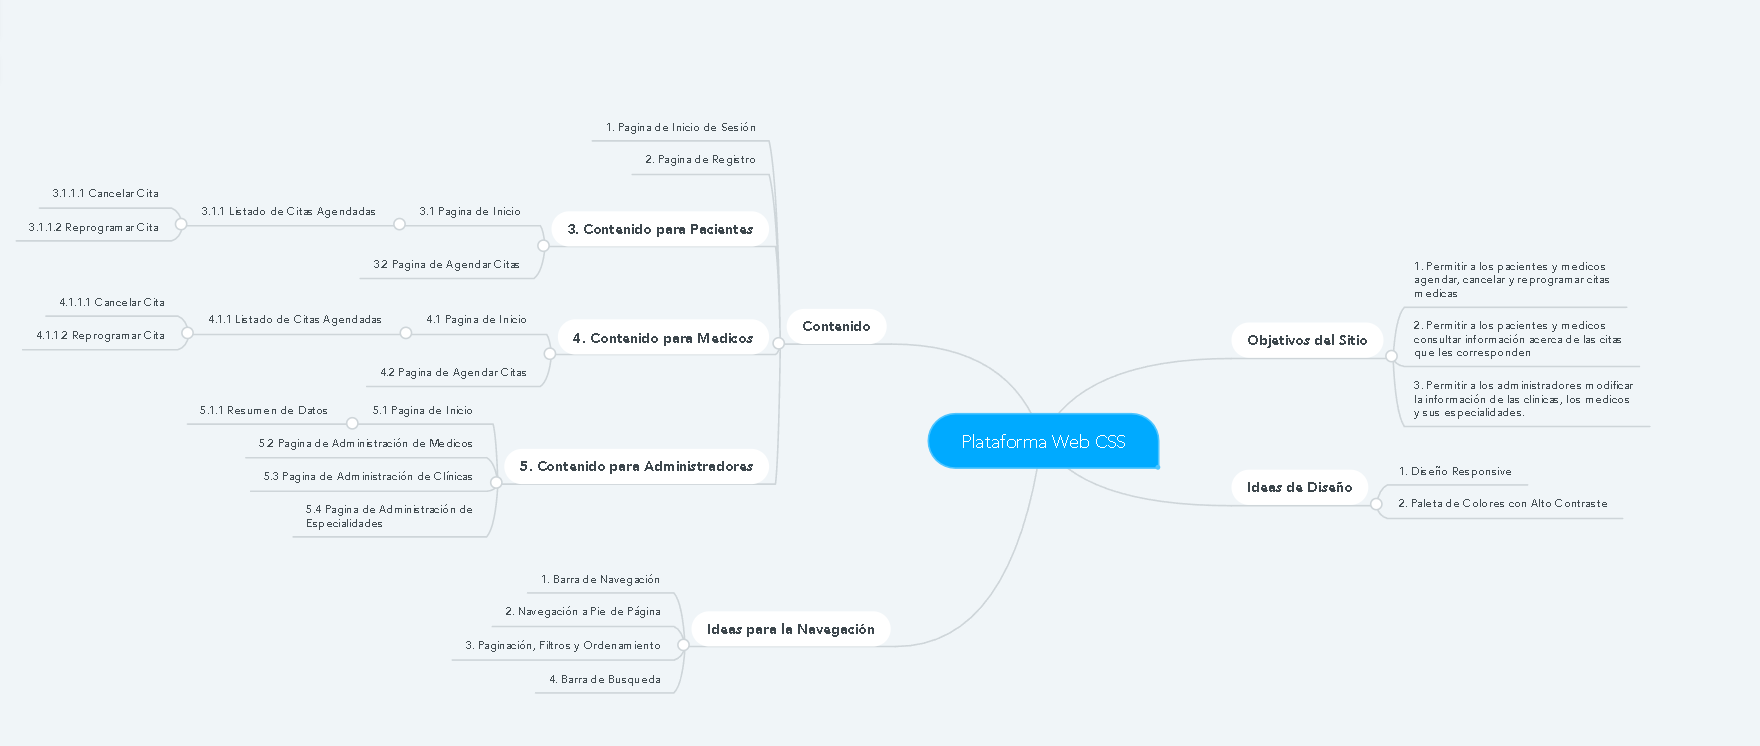 1. Pagina de Inicio de Sesión
2. Pagina de Registro
3.1.1.1 Cancelar Cita
3.1.1.2 Reprogramar Cita
3.1.1 Listado de Citas Agendadas
3.1 Pagina de Inicio
3.2 Pagina de Agendar Citas
3. Contenido para Pacientes
4.1.1.1 Cancelar Cita
4.1.1.2 Reprogramar Cita
4.1.1 Listado de Citas Agendadas
4.1 Pagina de Inicio
4.2 Pagina de Agendar Citas
4. Contenido para Medicos
5.1.1 Resumen de Datos
5.1 Pagina de Inicio
5.2 Pagina de Administración de Medicos
5.3 Pagina de Administración de Clínicas
5.4 Pagina de Administración de
Especialidades
5. Contenido para Administradores
Contenido
1. Barra de Navegación
2. Navegación a Pie de Página
3. Paginación, Filtros y Ordenamiento
4. Barra de Busqueda
Ideas para la Navegación
Plataforma Web CSS
Objetivos del Sitio
1. Permitir a los pacientes y medicos
agendar, cancelar y reprogramar citas
medicas
2. Permitir a los pacientes y medicos
consultar información acerca de las citas
que les corresponden
3. Permitir a los administradores modificar
la información de las clinicas, los medicos
y sus especialidades.
Ideas de Diseño
1. Diseño Responsive
2. Paleta de Colores con Alto Contraste